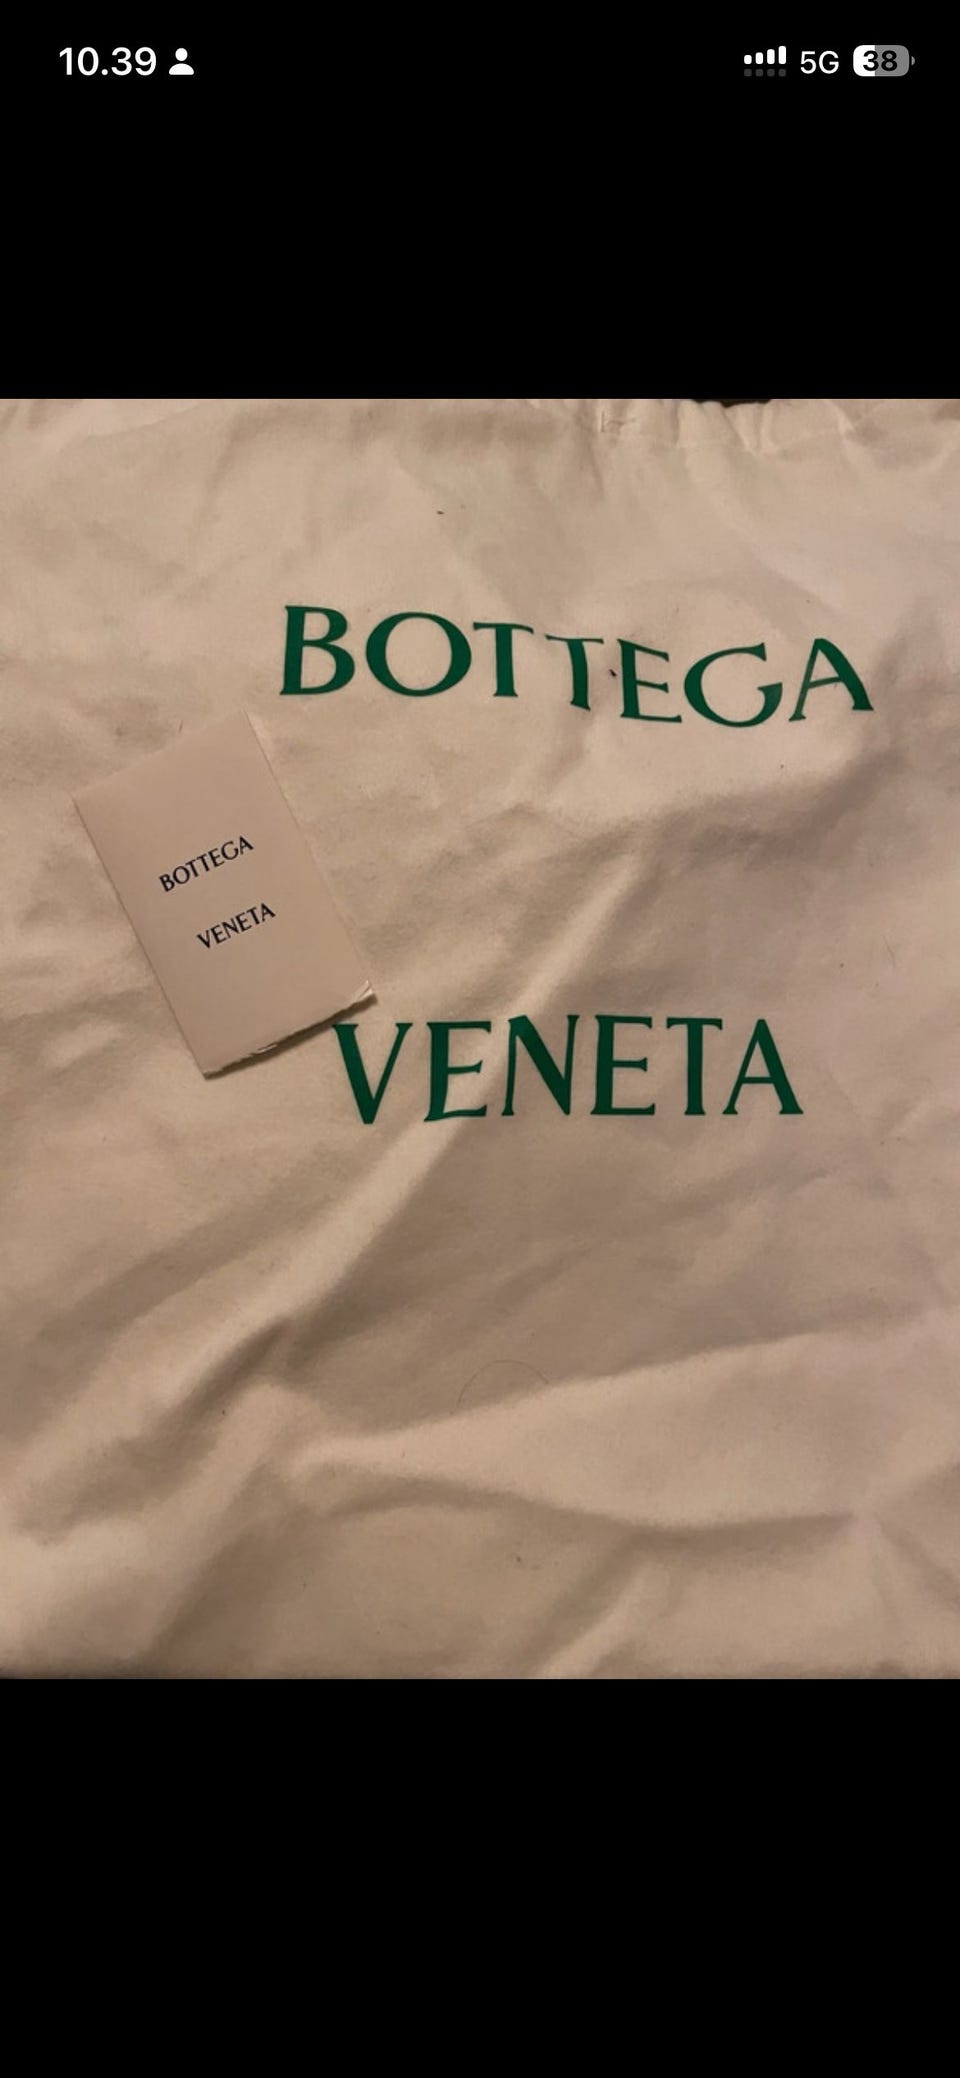 10.39
5G
38
BOTTEGA
VENETA
BOTTEGA
VENETA